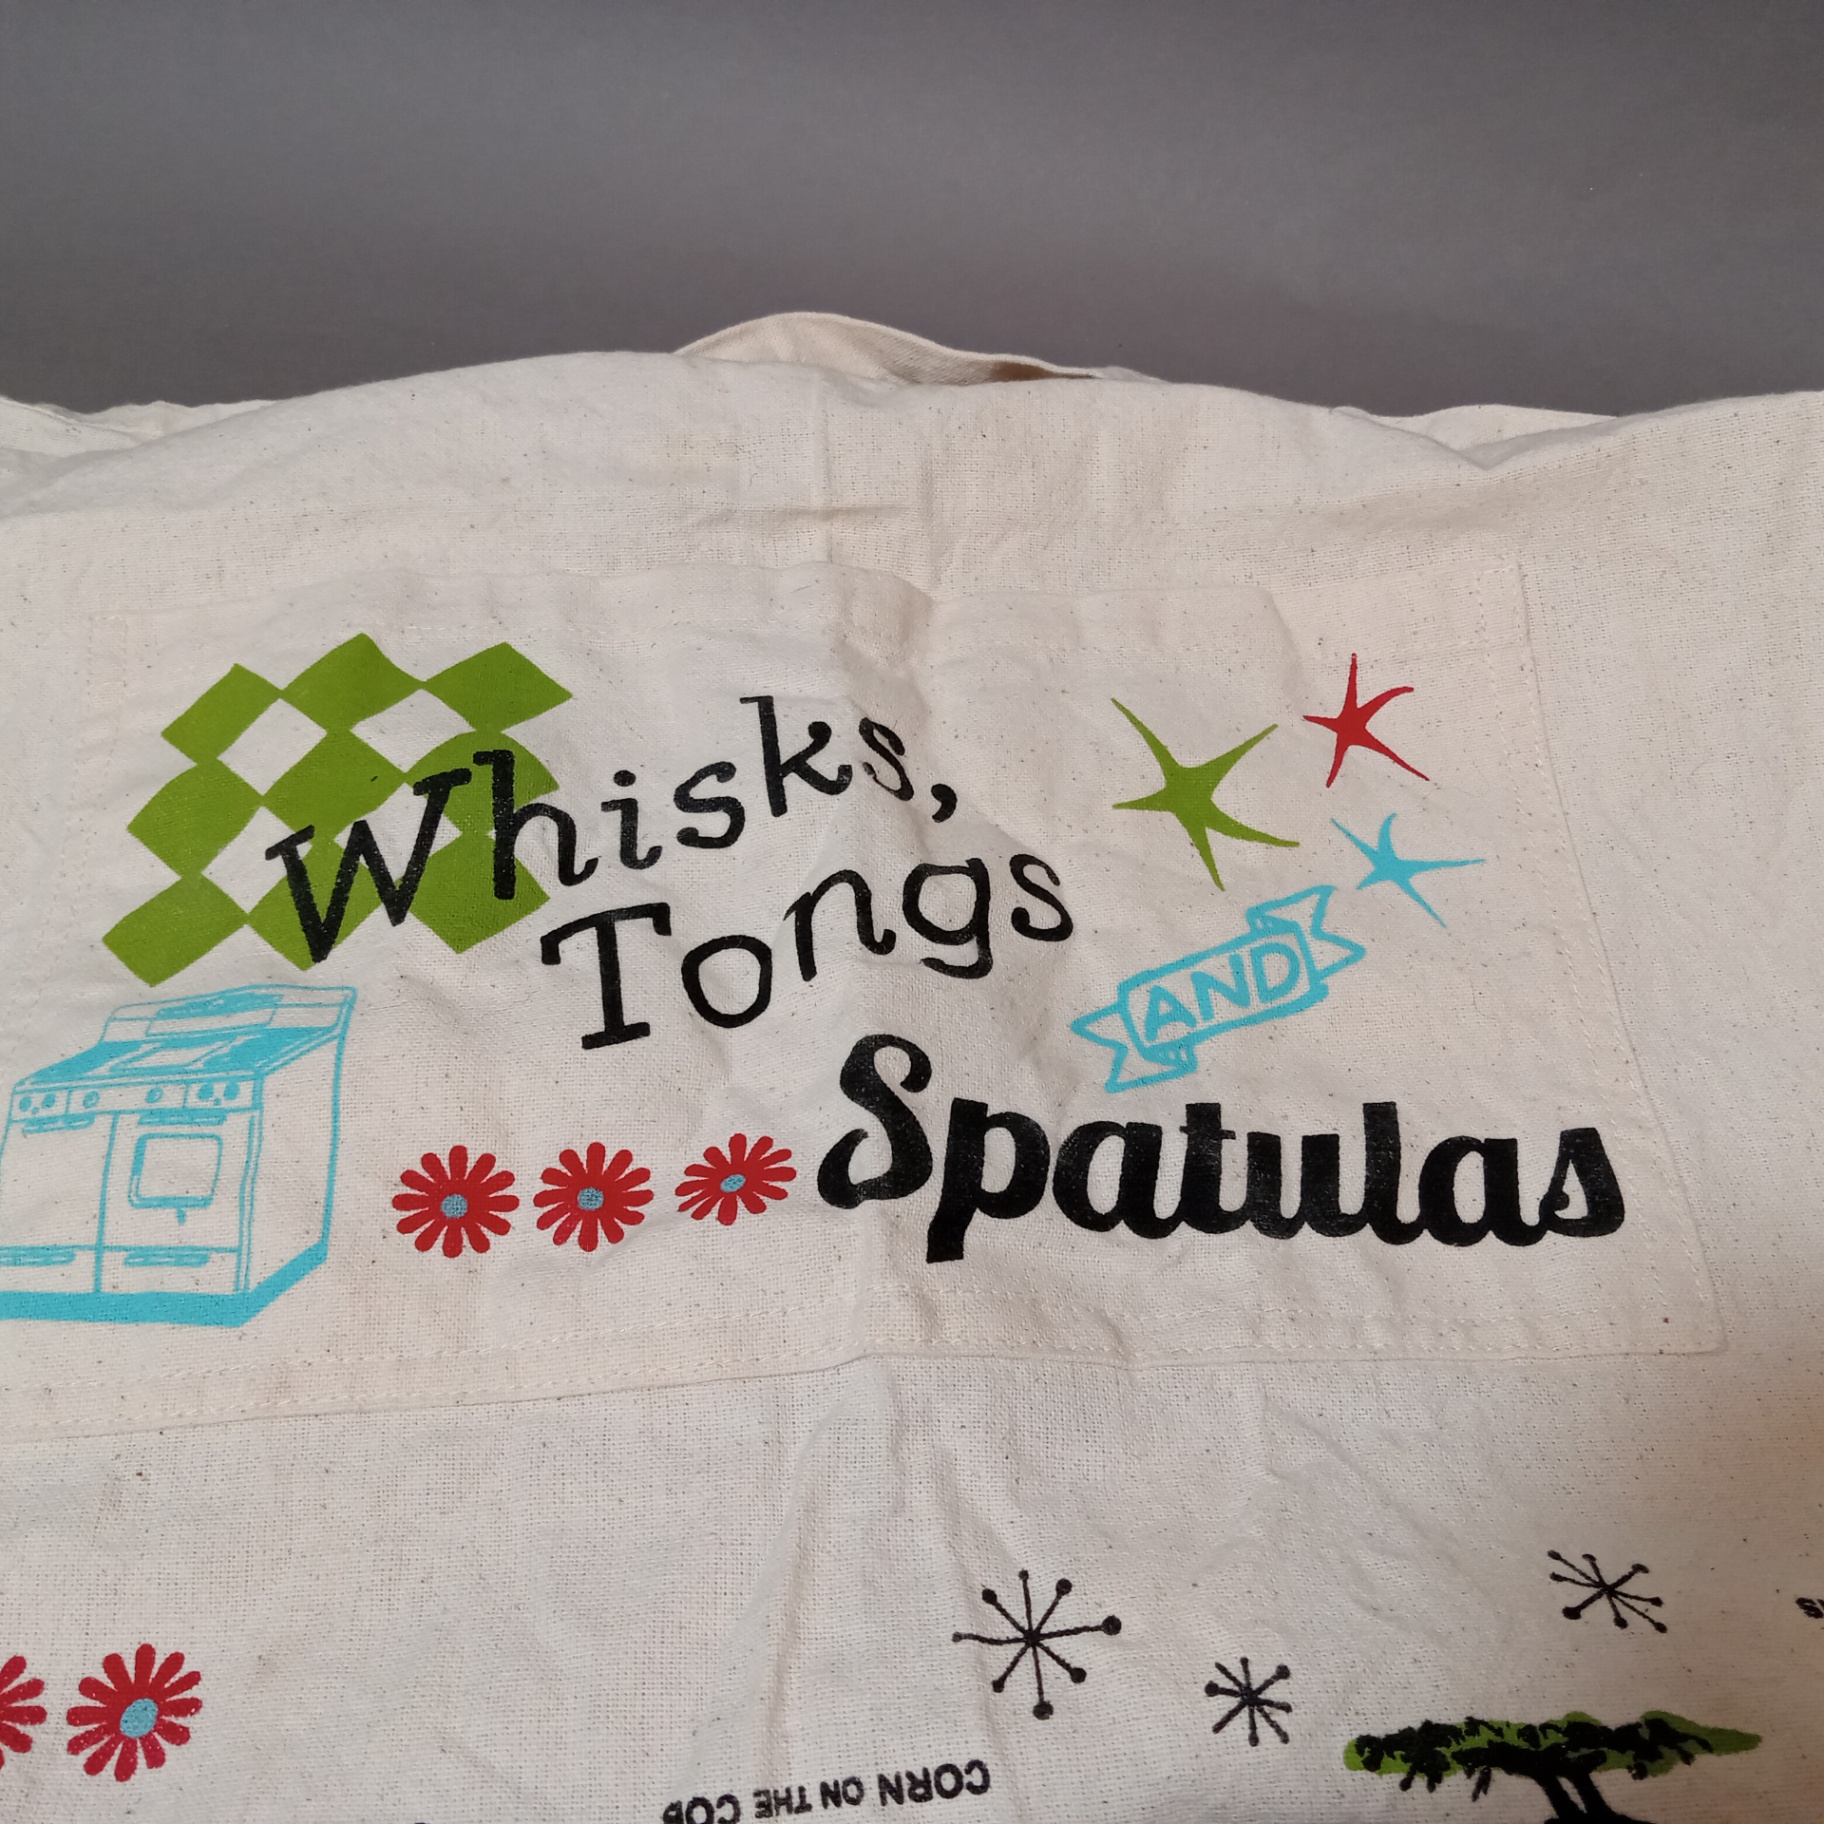 Whisks,
Tongs
AND
Spatulas
CORN ON THE COB